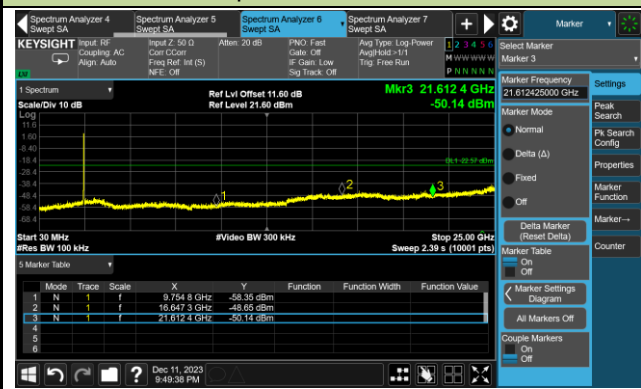 Spectrum Analyzer 4
Swept SA
Spectrum Analyzer 5
Swept SA
Spectrum Analyzer 6
Swept SA
Spectrum Analyzer 7
Swept SA
+
Marker
KEYSIGHT
Input: RF
Coupling: AC
Align: Auto
Input Z: 50 Ω
Corr CCorr
Freq Ref: Int (S)
NFE: Off
Atten: 20 dB
PNO: Fast
Gate: Off
IF Gain: Low
Sig Track: Off
Avg Type: Log-Power
Avg|Hold:>1/1
Trig: Free Run
1 2 3 4 5 6
M W W W W W
P N N N N N
LW
1 Spectrum
Scale/Div 10 dB
Ref Lvl Offset 11.60 dB
Ref Level 21.60 dBm
Mkr3 21.612 4 GHz
-50.14 dBm
Log
11.6
1.60
-8.40
-18.4
-28.4
-38.4
-48.4
-58.4
-68.4
DL1 -22.57 dBm
1
2
3
Start 30 MHz
#Res BW 100 kHz
#Video BW 300 kHz
Stop 25.00 GHz
Sweep 2.39 s (10001 pts)
5 Marker Table
Mode Trace Scale X Y Function Function Width Function Value
1 N 1 f 9.754 8 GHz -58.35 dBm
2 N 1 f 16.647 3 GHz -48.65 dBm
3 N 1 f 21.612 4 GHz -50.14 dBm
4
5
6
Select Marker
Marker 3
Marker Frequency
21.612425000 GHz
Marker Mode
Normal
Delta (Δ)
Fixed
Off
Delta Marker
(Reset Delta)
Marker Table
On
Off
Marker Settings
Diagram
All Markers Off
Couple Markers
On
Off
Settings
Peak
Search
Pk Search
Config
Properties
Marker
Function
Marker→
Counter
?
Dec 11, 2023
9:49:38 PM